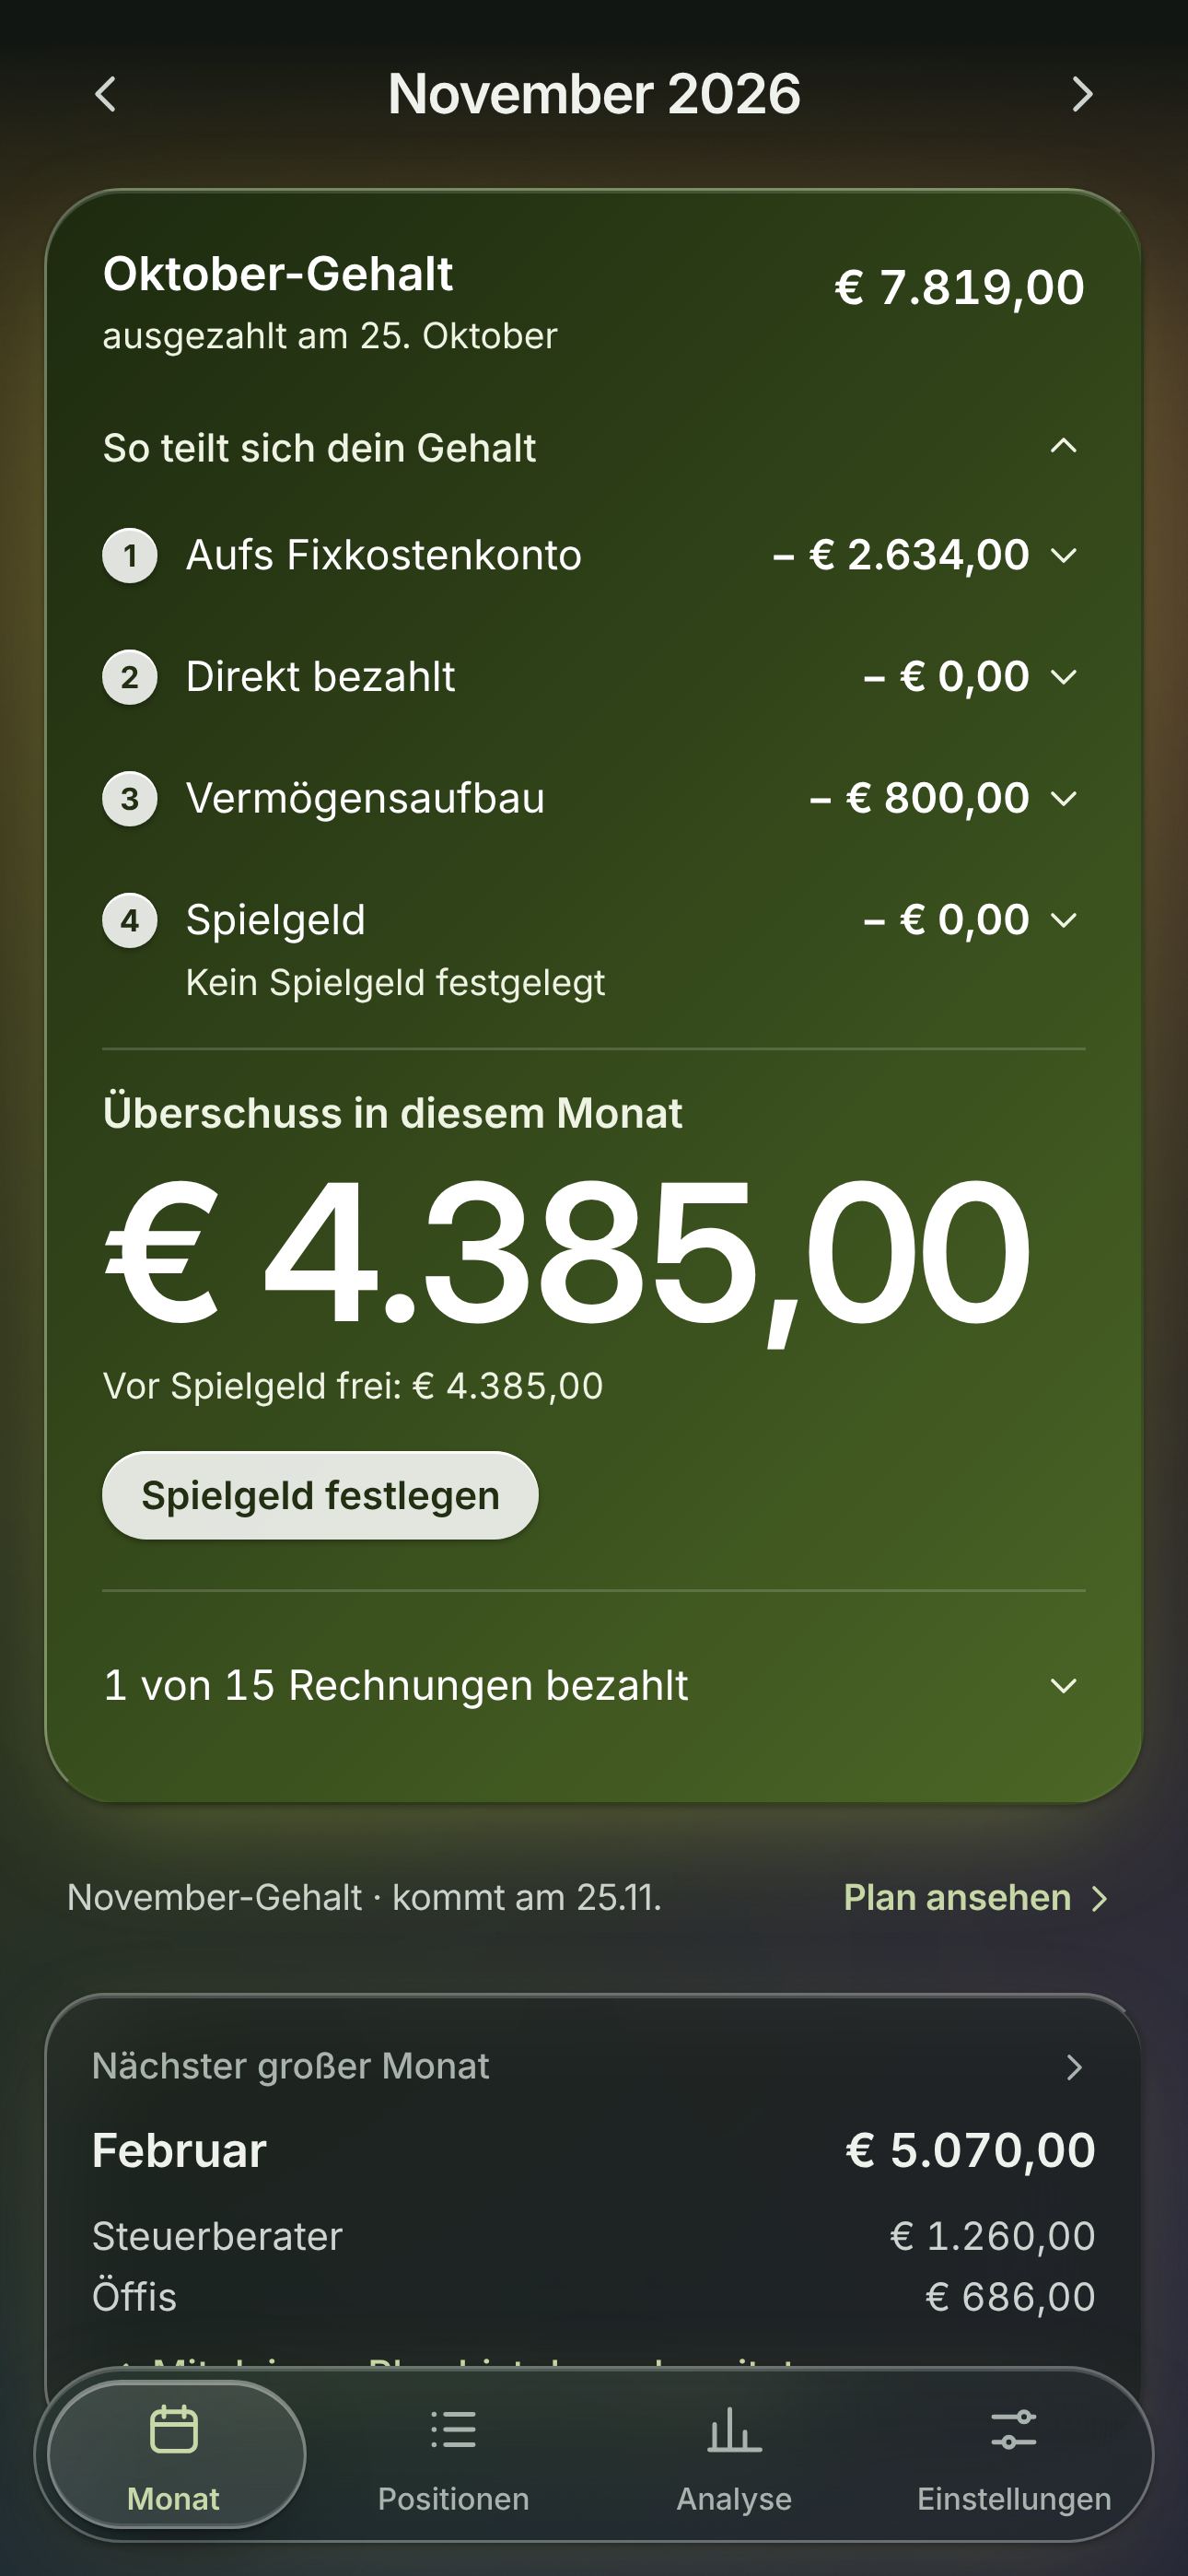 November 2026
Oktober-Gehalt
€ 7.819,00
ausgezahlt am 25. Oktober
So teilt sich dein Gehalt
1 Aufs Fixkostenkonto – € 2.634,00
2 Direkt bezahlt – € 0,00
3 Vermögensaufbau – € 800,00
4 Spielgeld – € 0,00
Kein Spielgeld festgelegt
Überschuss in diesem Monat
€ 4.385,00
Vor Spielgeld frei: € 4.385,00
Spielgeld festlegen
1 von 15 Rechnungen bezahlt
November-Gehalt · kommt am 25.11. Plan ansehen
Nächster großer Monat
Februar € 5.070,00
Steuerberater € 1.260,00
Öffis € 686,00
Monat Positionen Analyse Einstellungen